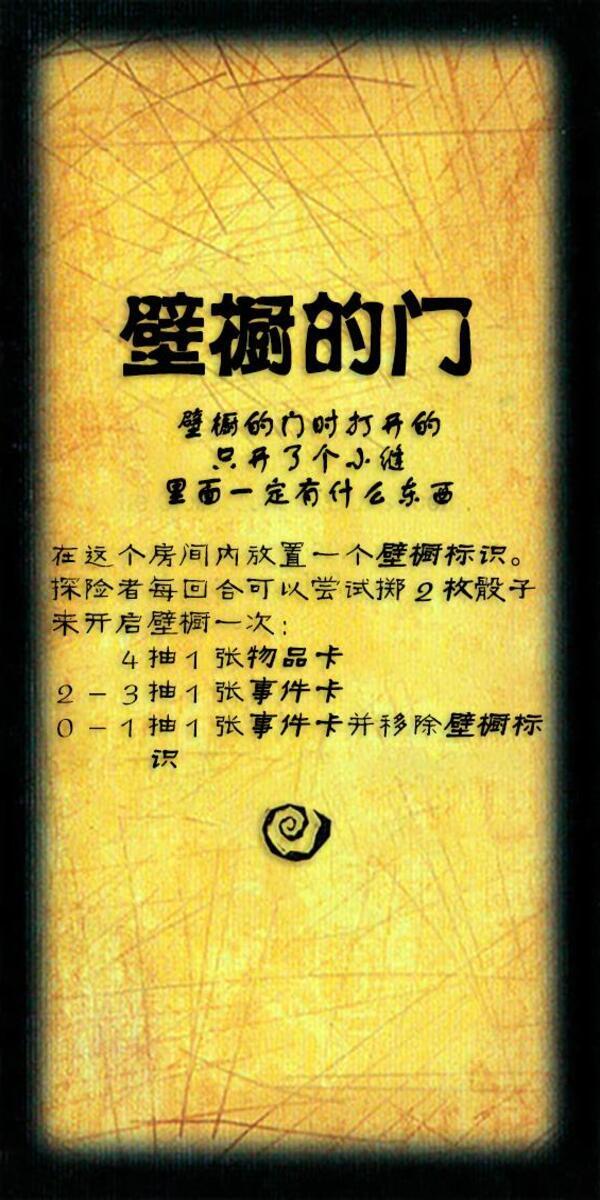 壁橱的门
壁橱的门时打开的
只开了个小缝
里面一定有什么东西
在这个房间内放置一个壁橱标识。
探险者每回合可以尝试掷 2 枚骰子
来开启壁橱一次：
4 抽 1 张物品卡
2 - 3 抽 1 张事件卡
0 - 1 抽 1 张事件卡并移除壁橱标
识